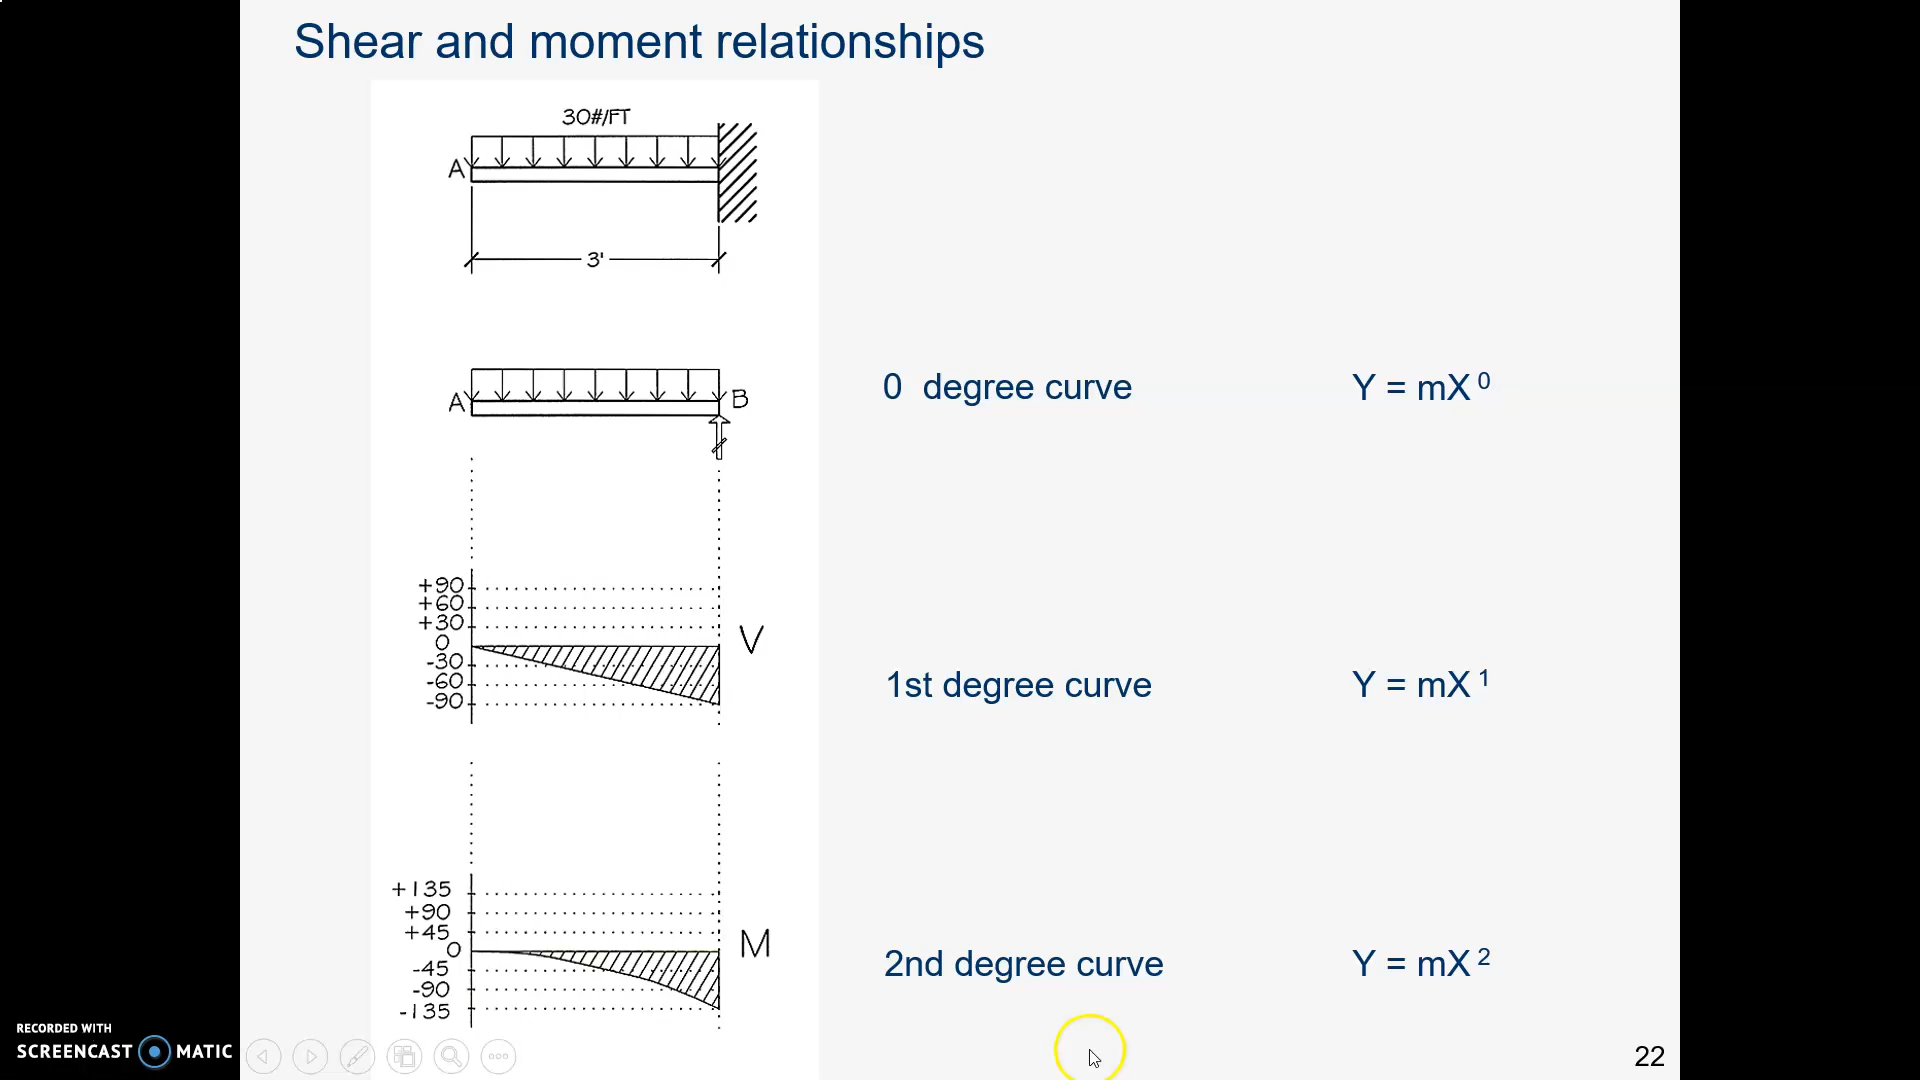 Shear and moment relationships
30#/FT
A
3'
A
B
0 degree curve
Y = mX 0
+90
+60
+30
0
-30
-60
-90
V
1st degree curve
Y = mX 1
+135
+90
+45
0
-45
-90
-135
M
2nd degree curve
Y = mX 2
RECORDED WITH
SCREENCAST MATIC
22